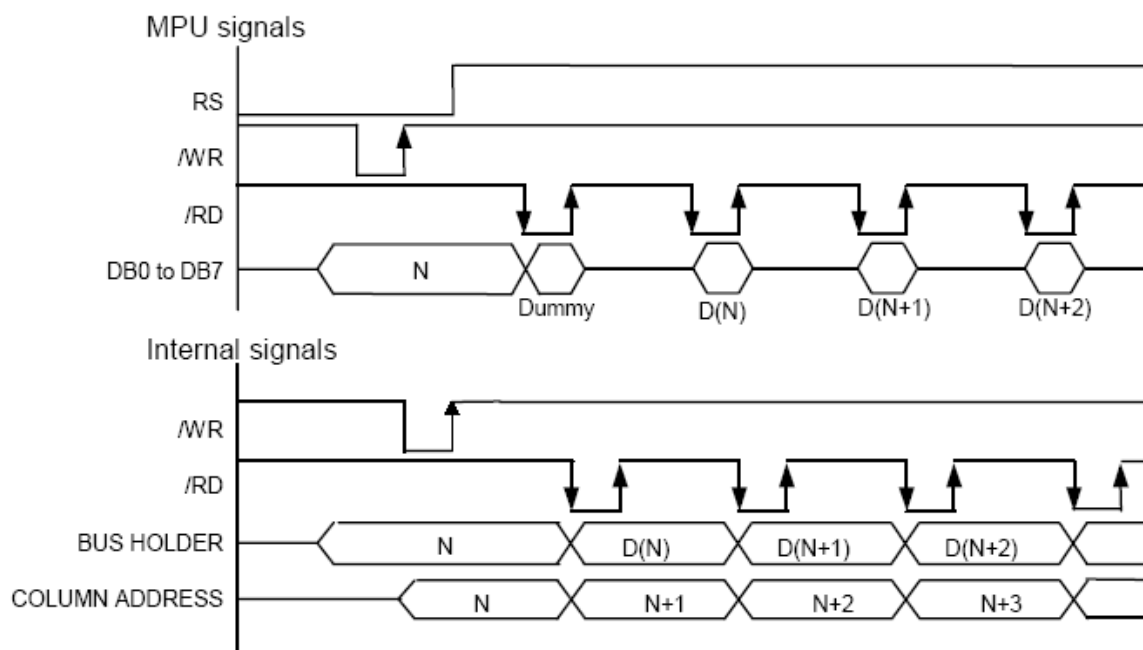 MPU signals
RS
/WR
/RD
DB0 to DB7
N
Dummy
D(N)
D(N+1)
D(N+2)
Internal signals
/WR
/RD
BUS HOLDER
N
D(N)
D(N+1)
D(N+2)
COLUMN ADDRESS
N
N+1
N+2
N+3